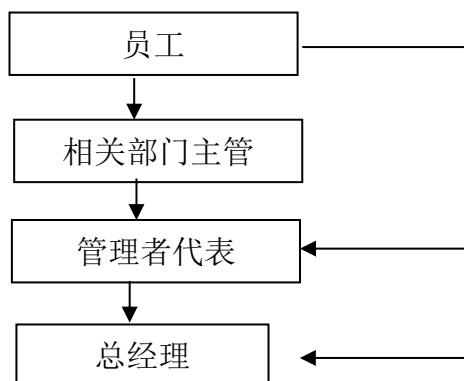 员工
相关部门主管
管理者代表
总经理